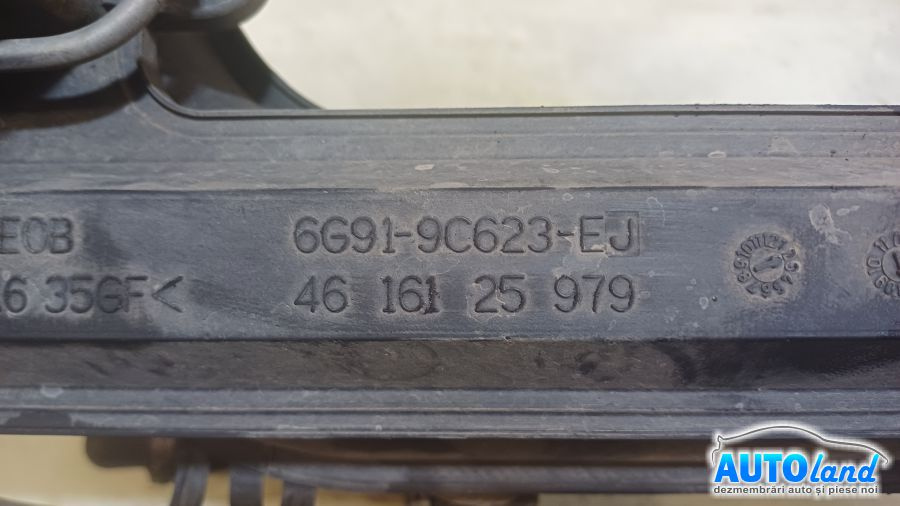 EOB 6G91-9C623-EJ
6 35GF< 46 161 25 979
AUTOland
dezmembrări auto și piese noi